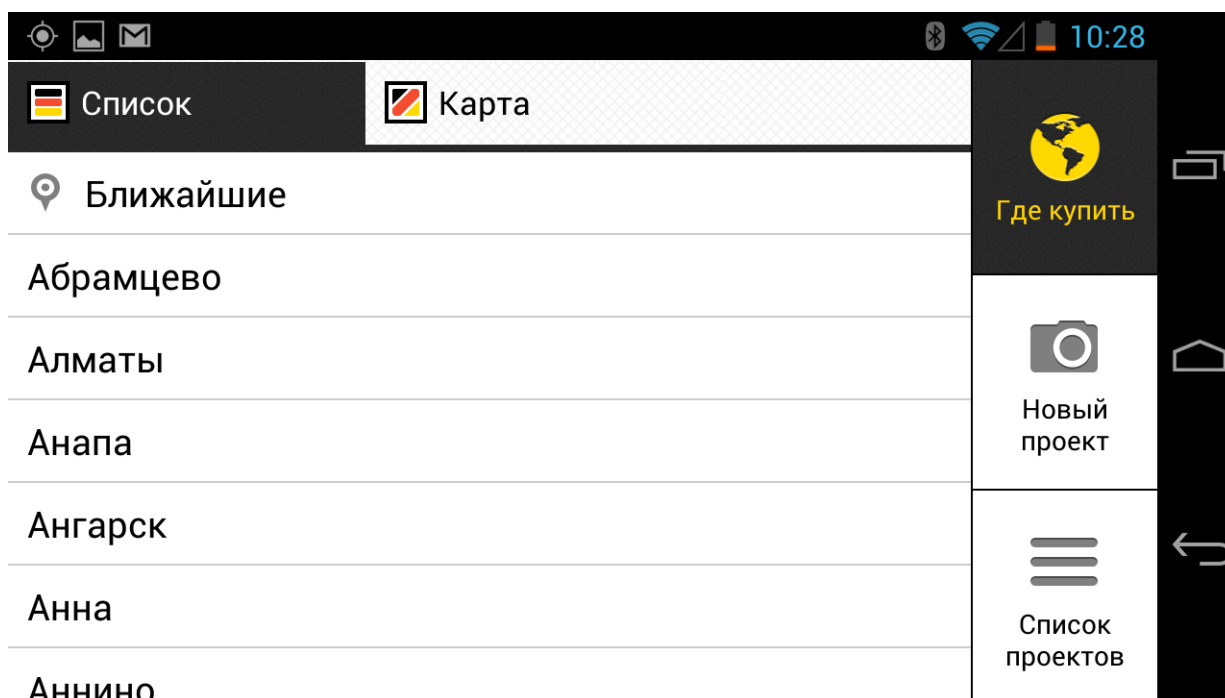 10:28
Список
Карта
Ближайшие
Абрамцево
Алматы
Анапа
Ангарск
Анна
Аннино
Где купить
Новый
проект
Список
проектов